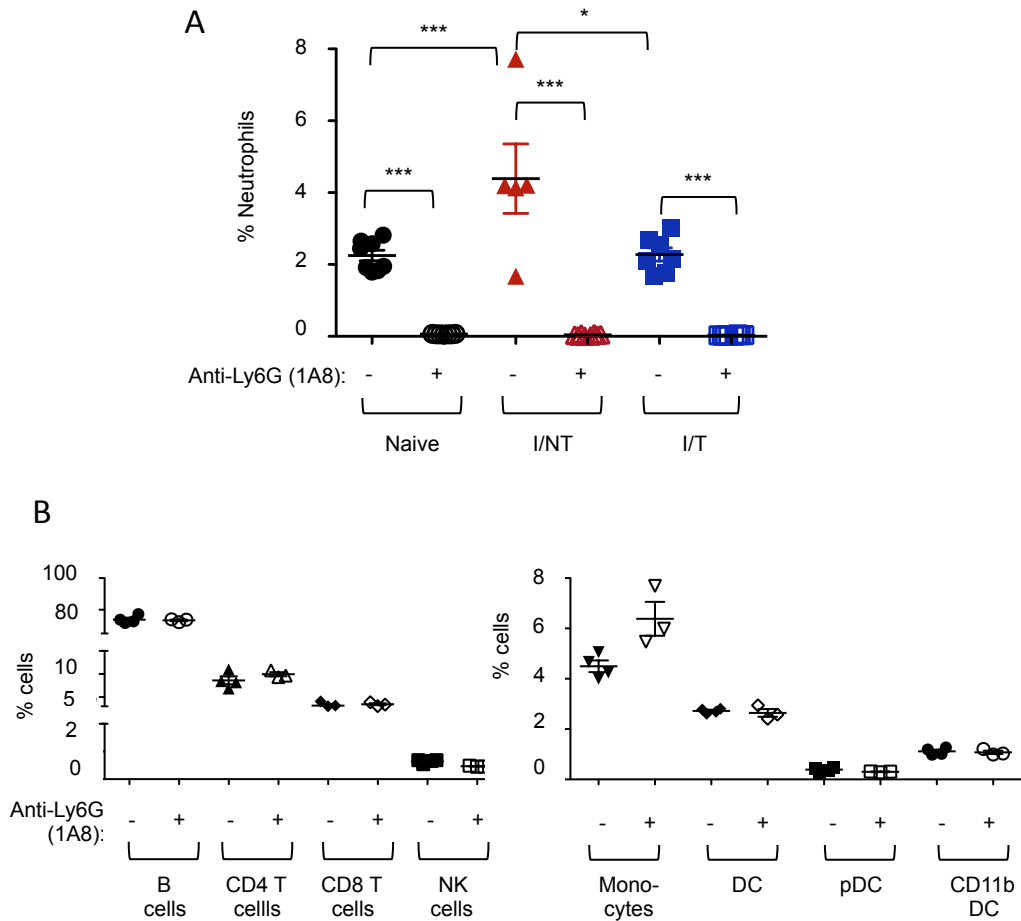 A
*
***
8
***
6
***
***
4
2
0
% Neutrophils
Anti-Ly6G (1A8): - + - + - +
Naive I/NT I/T
B
100
80
10
5
2
0
% cells
Anti-Ly6G
(1A8): - + - + - + - +
B CD4 T CD8 T NK
cells cellls cells cells
8
6
4
2
0
% cells
- + - + - + - +
Mono- DC pDC CD11b
cytes DC